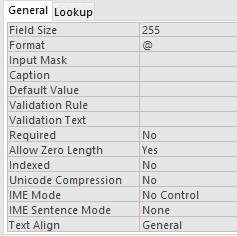 General Lookup
Field Size 255
Format @
Input Mask
Caption
Default Value
Validation Rule
Validation Text
Required No
Allow Zero Length Yes
Indexed No
Unicode Compression No
IME Mode No Control
IME Sentence Mode None
Text Align General